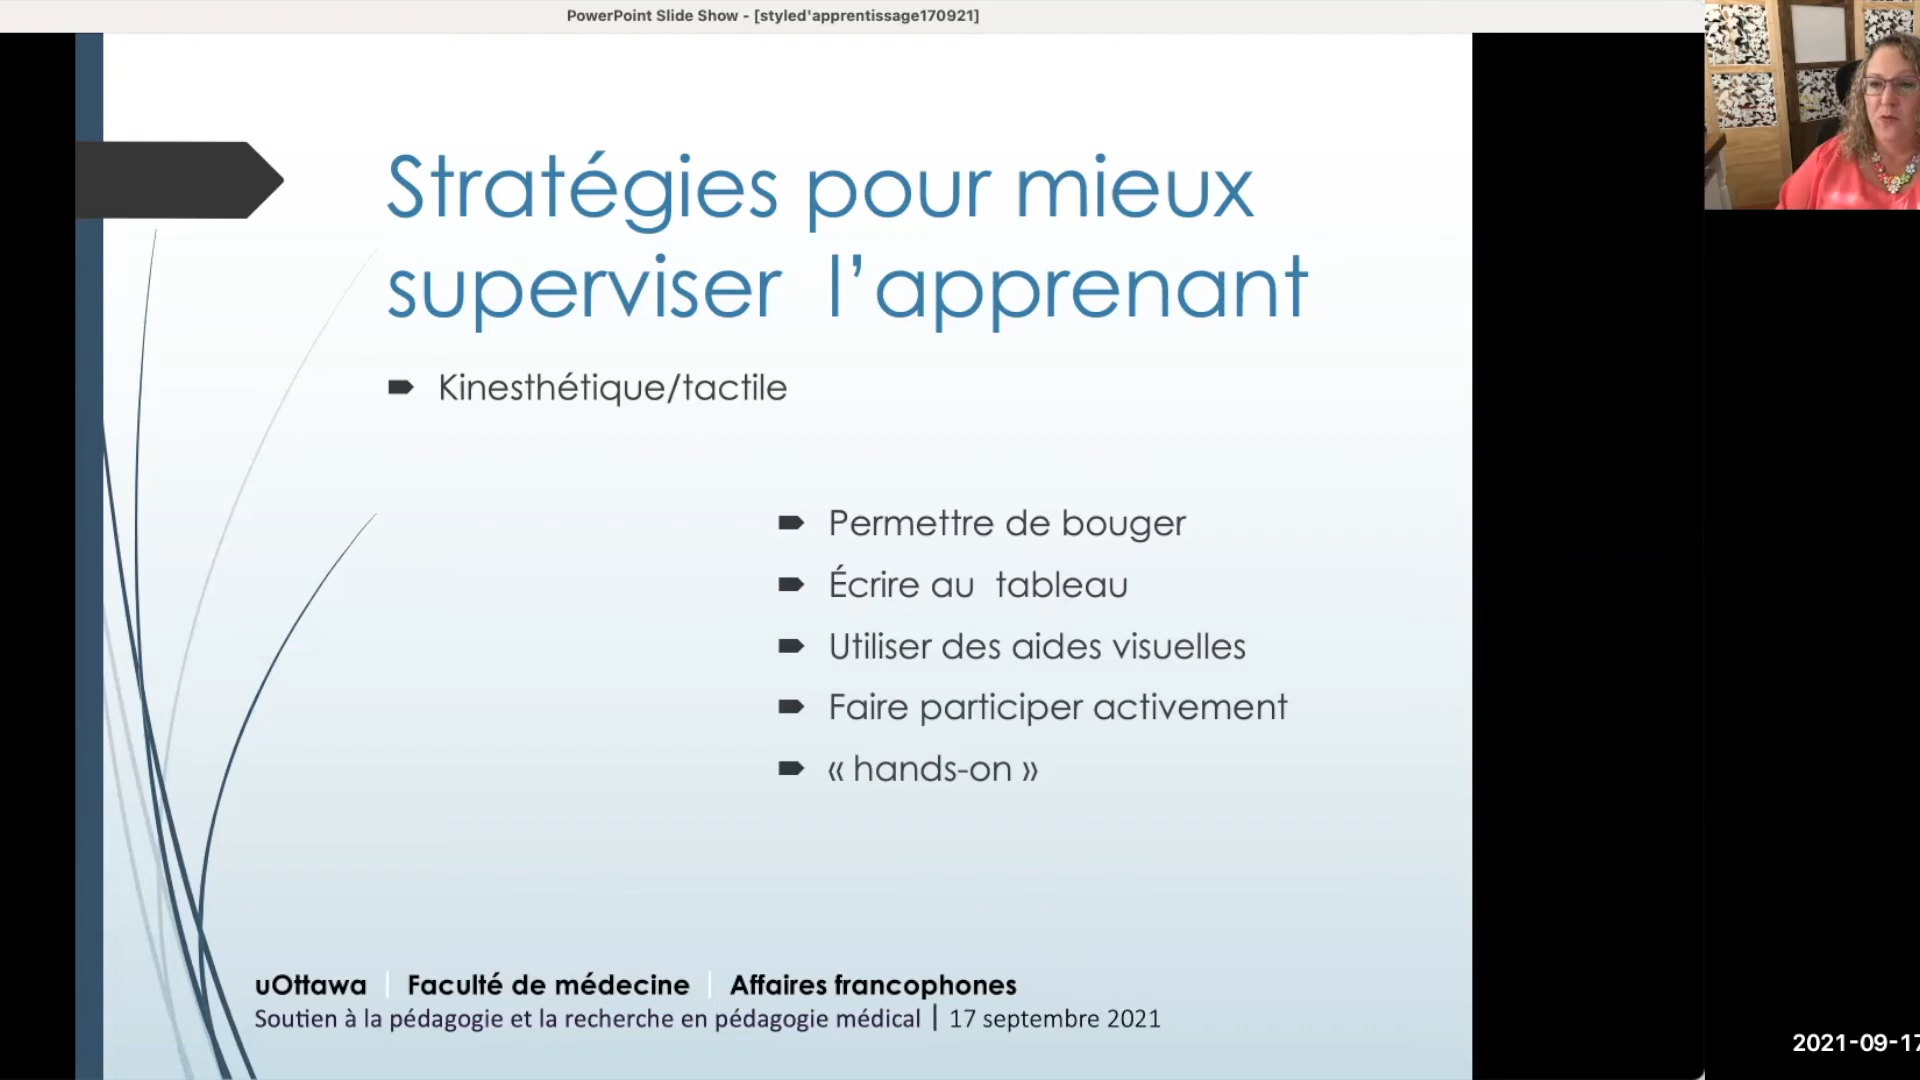 PowerPoint Slide Show - [styled'apprentissage170921]
Stratégies pour mieux
superviser l’apprenant
Kinesthétique/tactile
Permettre de bouger
Écrire au tableau
Utiliser des aides visuelles
Faire participer activement
« hands-on »
uOttawa | Faculté de médecine | Affaires francophones
Soutien à la pédagogie et la recherche en pédagogie médical | 17 septembre 2021
2021-09-17